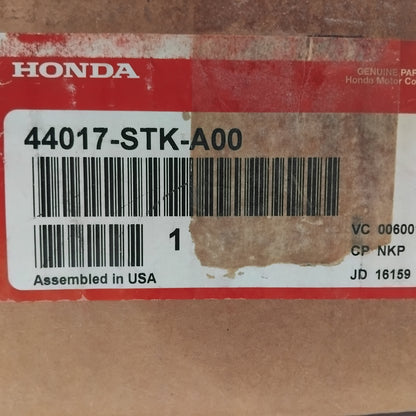 HONDA
GENUINE PAR
Honda Motor Co
44017-STK-A00
1
VC 00600
CP NKP
Assembled in USA
JD 16159